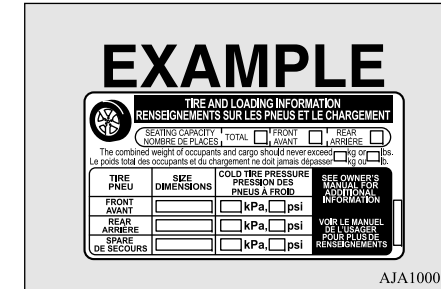 EXAMPLE
TIRE AND LOADING INFORMATION
RENSEIGNEMENTS SUR LES PNEUS ET LE CHARGEMENT
SEATING CAPACITY
NOMBRE DE PLACES
TOTAL
FRONT
AVANT
REAR
ARRIÈRE
The combined weight of occupants and cargo should never exceed kg or lbs.
Le poids total des occupants et du chargement ne doit jamais dépasser kg ou lb.
TIRE
PNEU
SIZE
DIMENSIONS
COLD TIRE PRESSURE
PRESSION DES
PNEUS À FROID
SEE OWNER'S
MANUAL FOR
ADDITIONAL
INFORMATION
FRONT
AVANT
kPa, psi
REAR
ARRIÈRE
kPa, psi
SPARE
DE SECOURS
kPa, psi
VOIR LE MANUEL
DE L'USAGER
POUR PLUS DE
RENSEIGNEMENTS
AJA1000